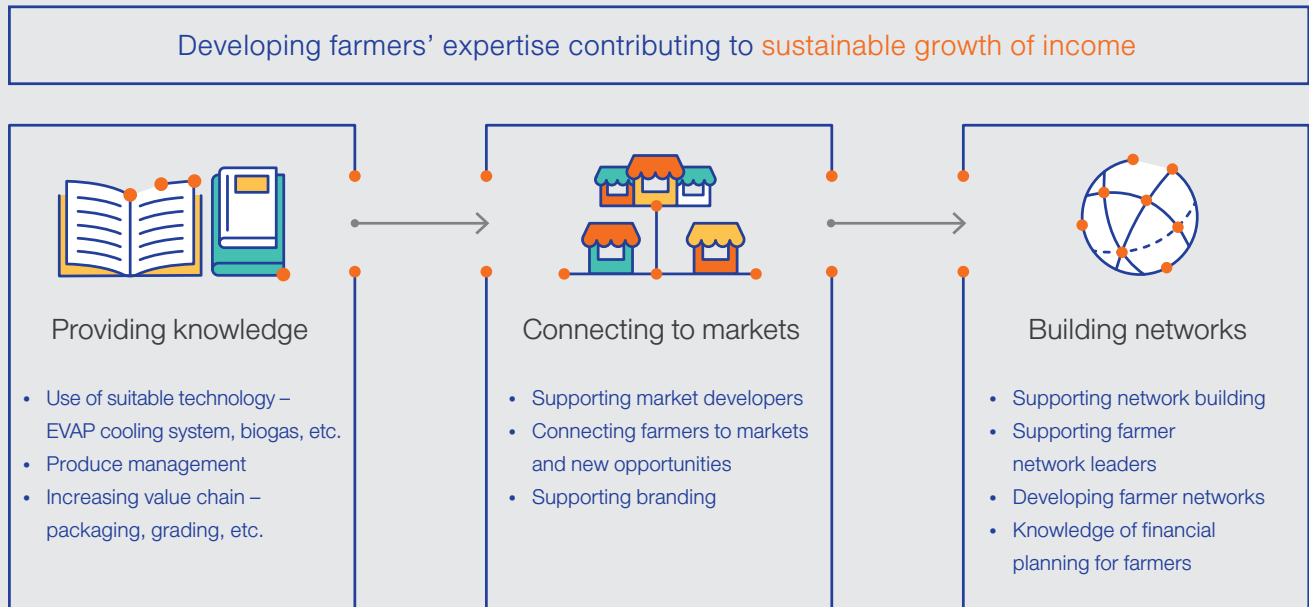 Developing farmers’ expertise contributing to sustainable growth of income
Providing knowledge
• Use of suitable technology –
EVAP cooling system, biogas, etc.
• Produce management
• Increasing value chain –
packaging, grading, etc.
Connecting to markets
• Supporting market developers
• Connecting farmers to markets
and new opportunities
• Supporting branding
Building networks
• Supporting network building
• Supporting farmer
network leaders
• Developing farmer networks
• Knowledge of financial
planning for farmers